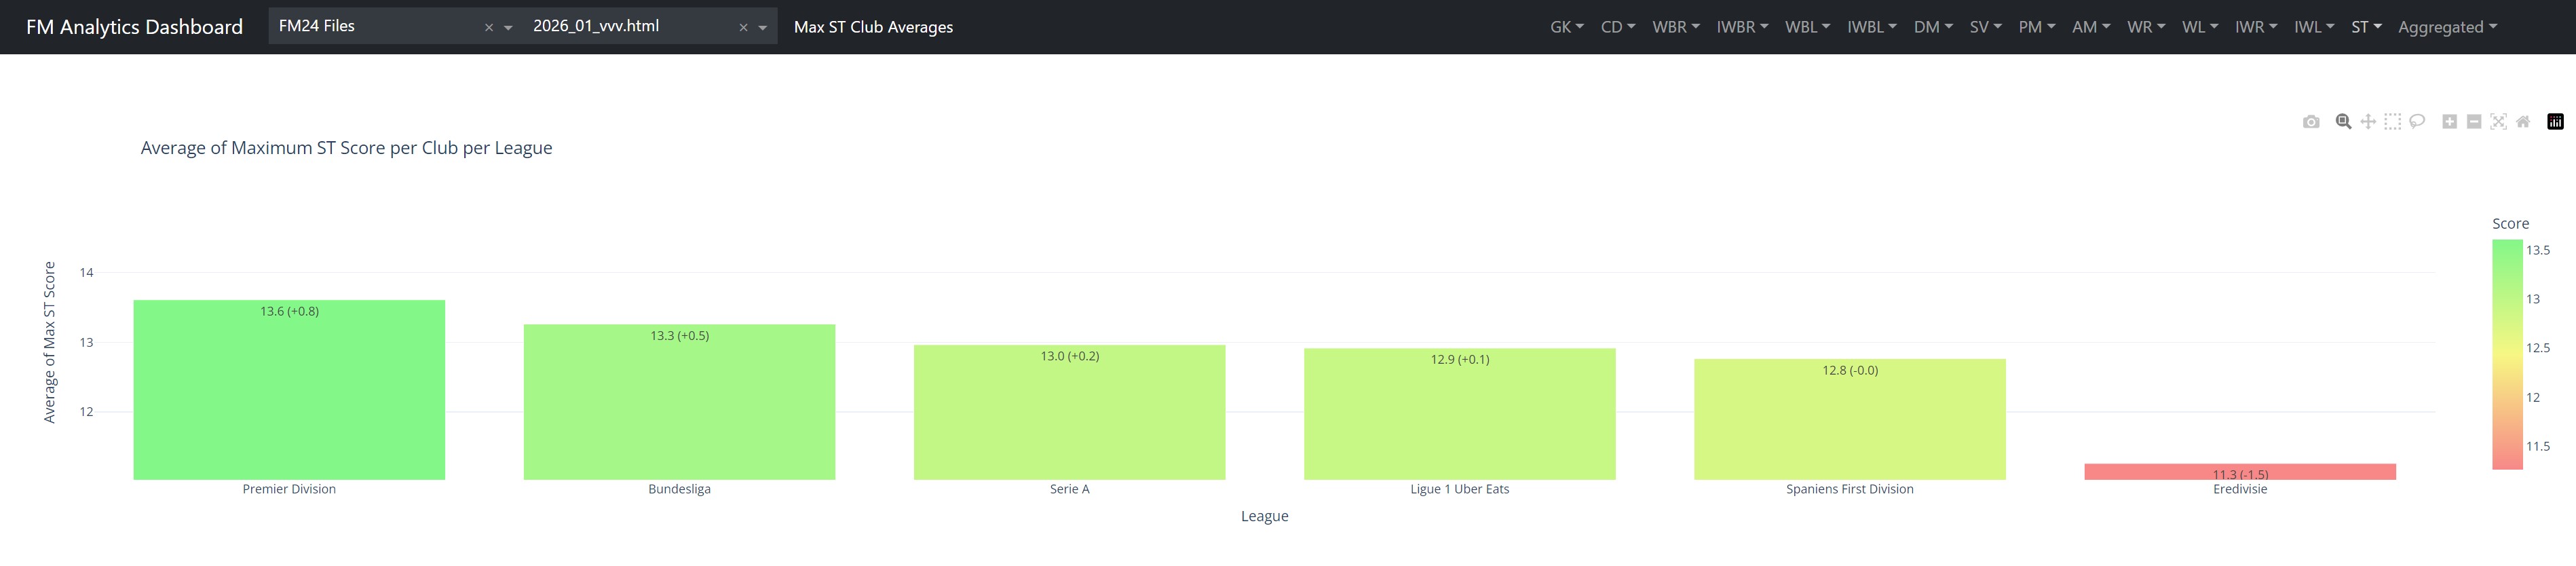 FM Analytics Dashboard FM24 Files × 2026_01_vvv.html × Max ST Club Averages GK CD WBR IWBR WBL IWBL DM SV PM AM WR WL IWR IWL ST Aggregated
Average of Maximum ST Score per Club per League
Score
13.5
13
12.5
12
11.5
Average of Max ST Score
14
13
12
13.6 (+0.8)
13.3 (+0.5)
13.0 (+0.2)
12.9 (+0.1)
12.8 (-0.0)
11.3 (-1.5)
Premier Division Bundesliga Serie A Ligue 1 Uber Eats Spaniens First Division Eredivisie
League